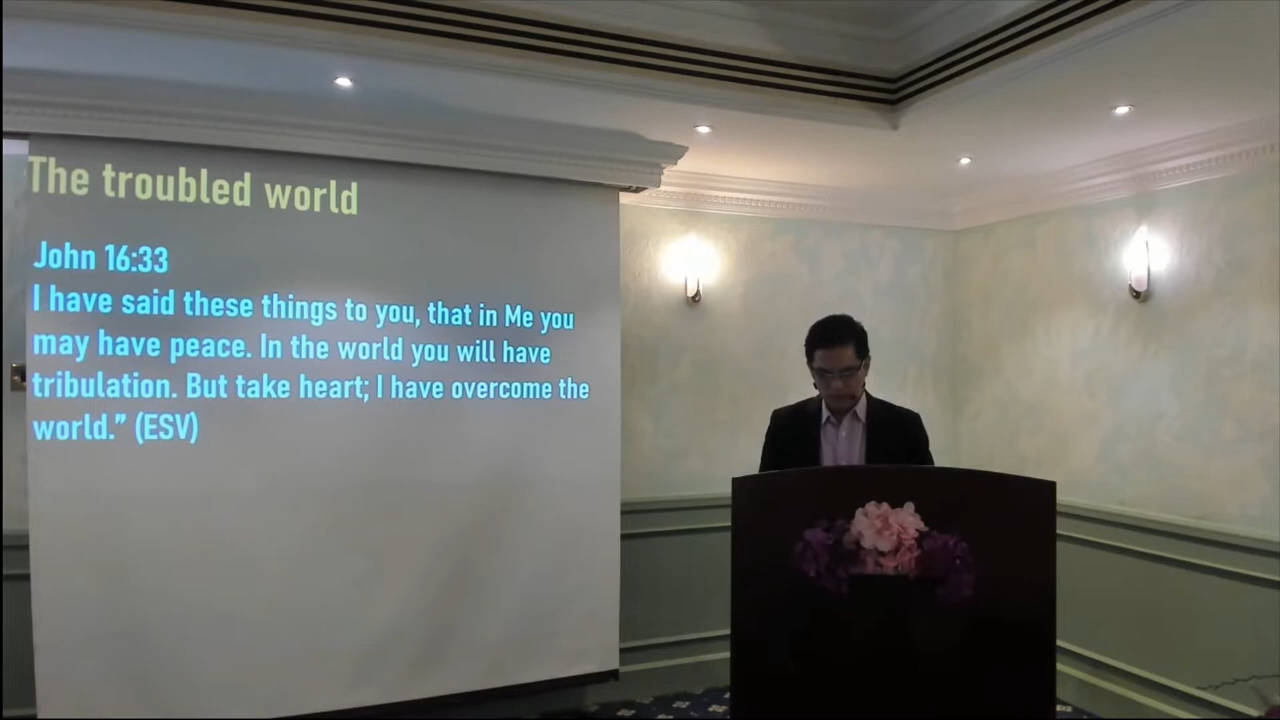 The troubled world
John 16:33
I have said these things to you, that in Me you
may have peace. In the world you will have
tribulation. But take heart; I have overcome the
world.” (ESV)